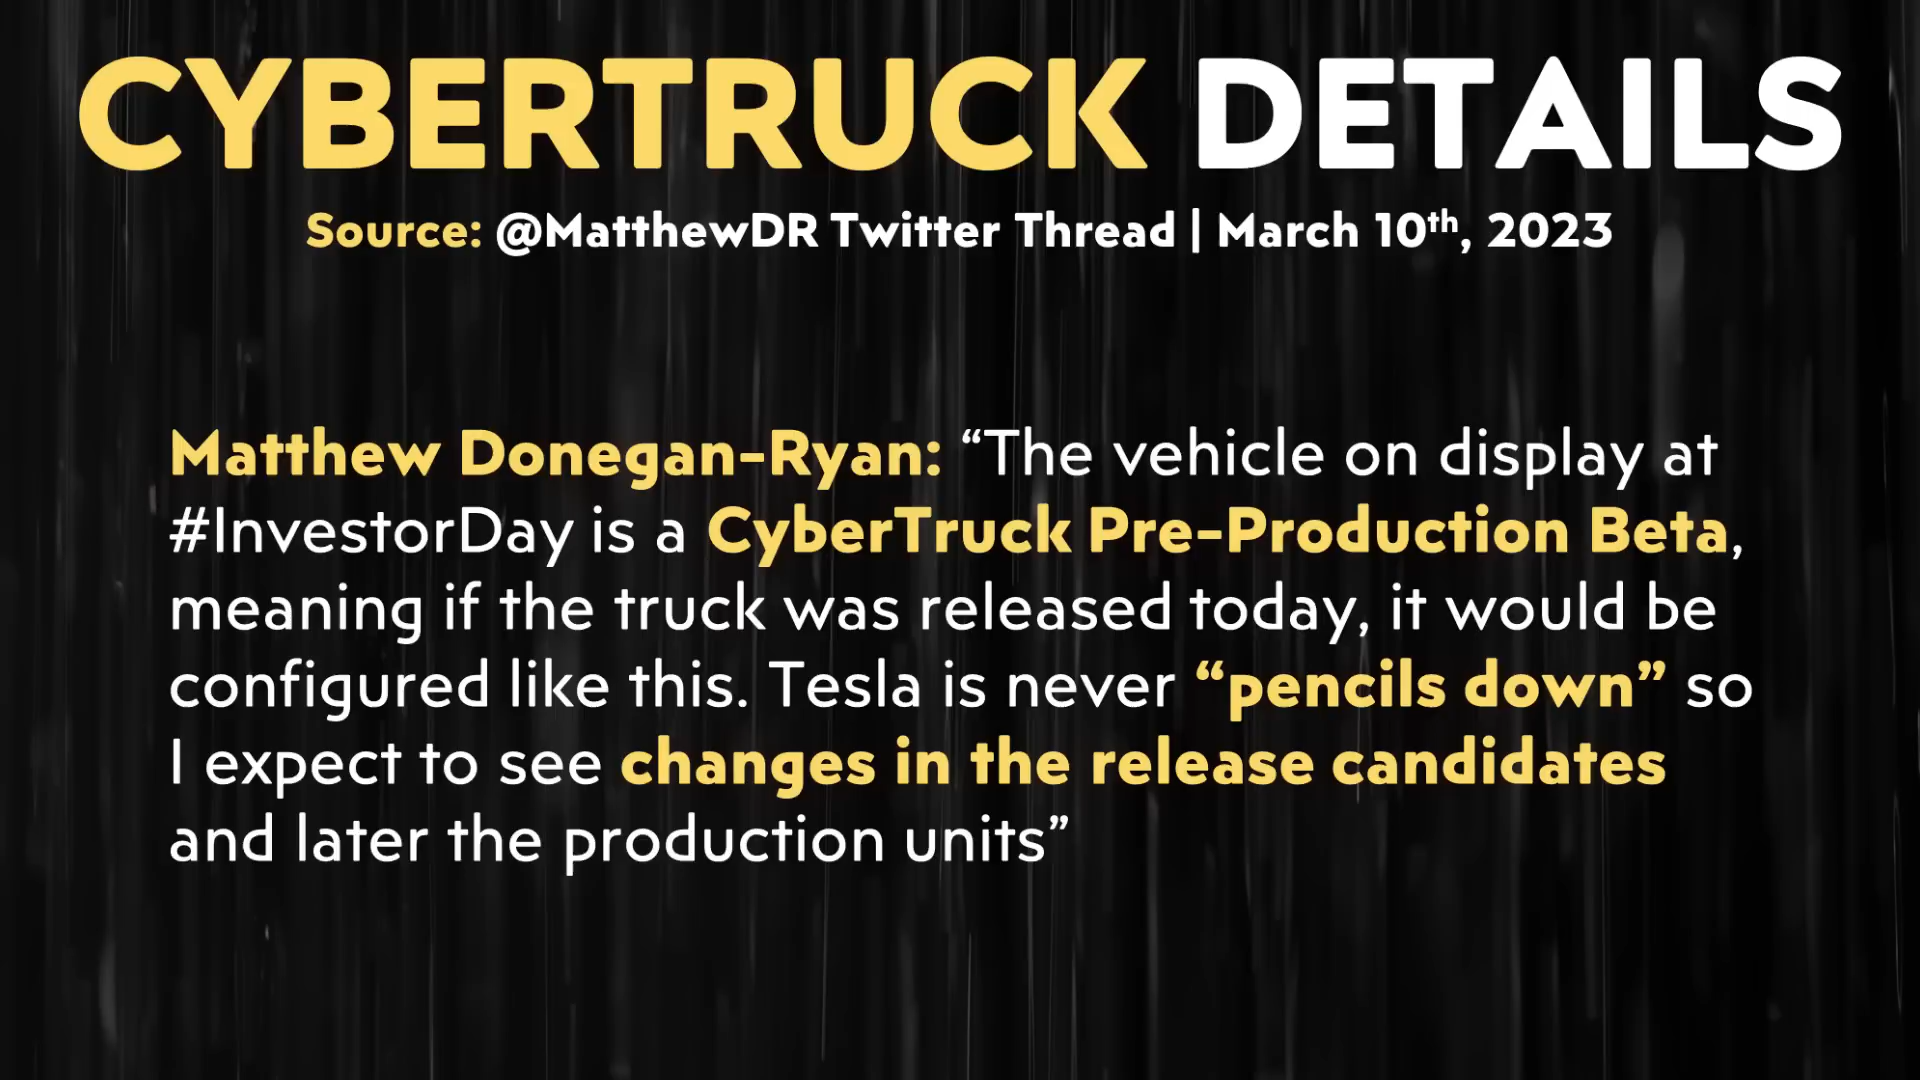 CYBERTRUCK DETAILS
Source: @MatthewDR Twitter Thread | March 10th, 2023
Matthew Donegan-Ryan: “The vehicle on display at
#InvestorDay is a CyberTruck Pre-Production Beta,
meaning if the truck was released today, it would be
configured like this. Tesla is never “pencils down” so
I expect to see changes in the release candidates
and later the production units”